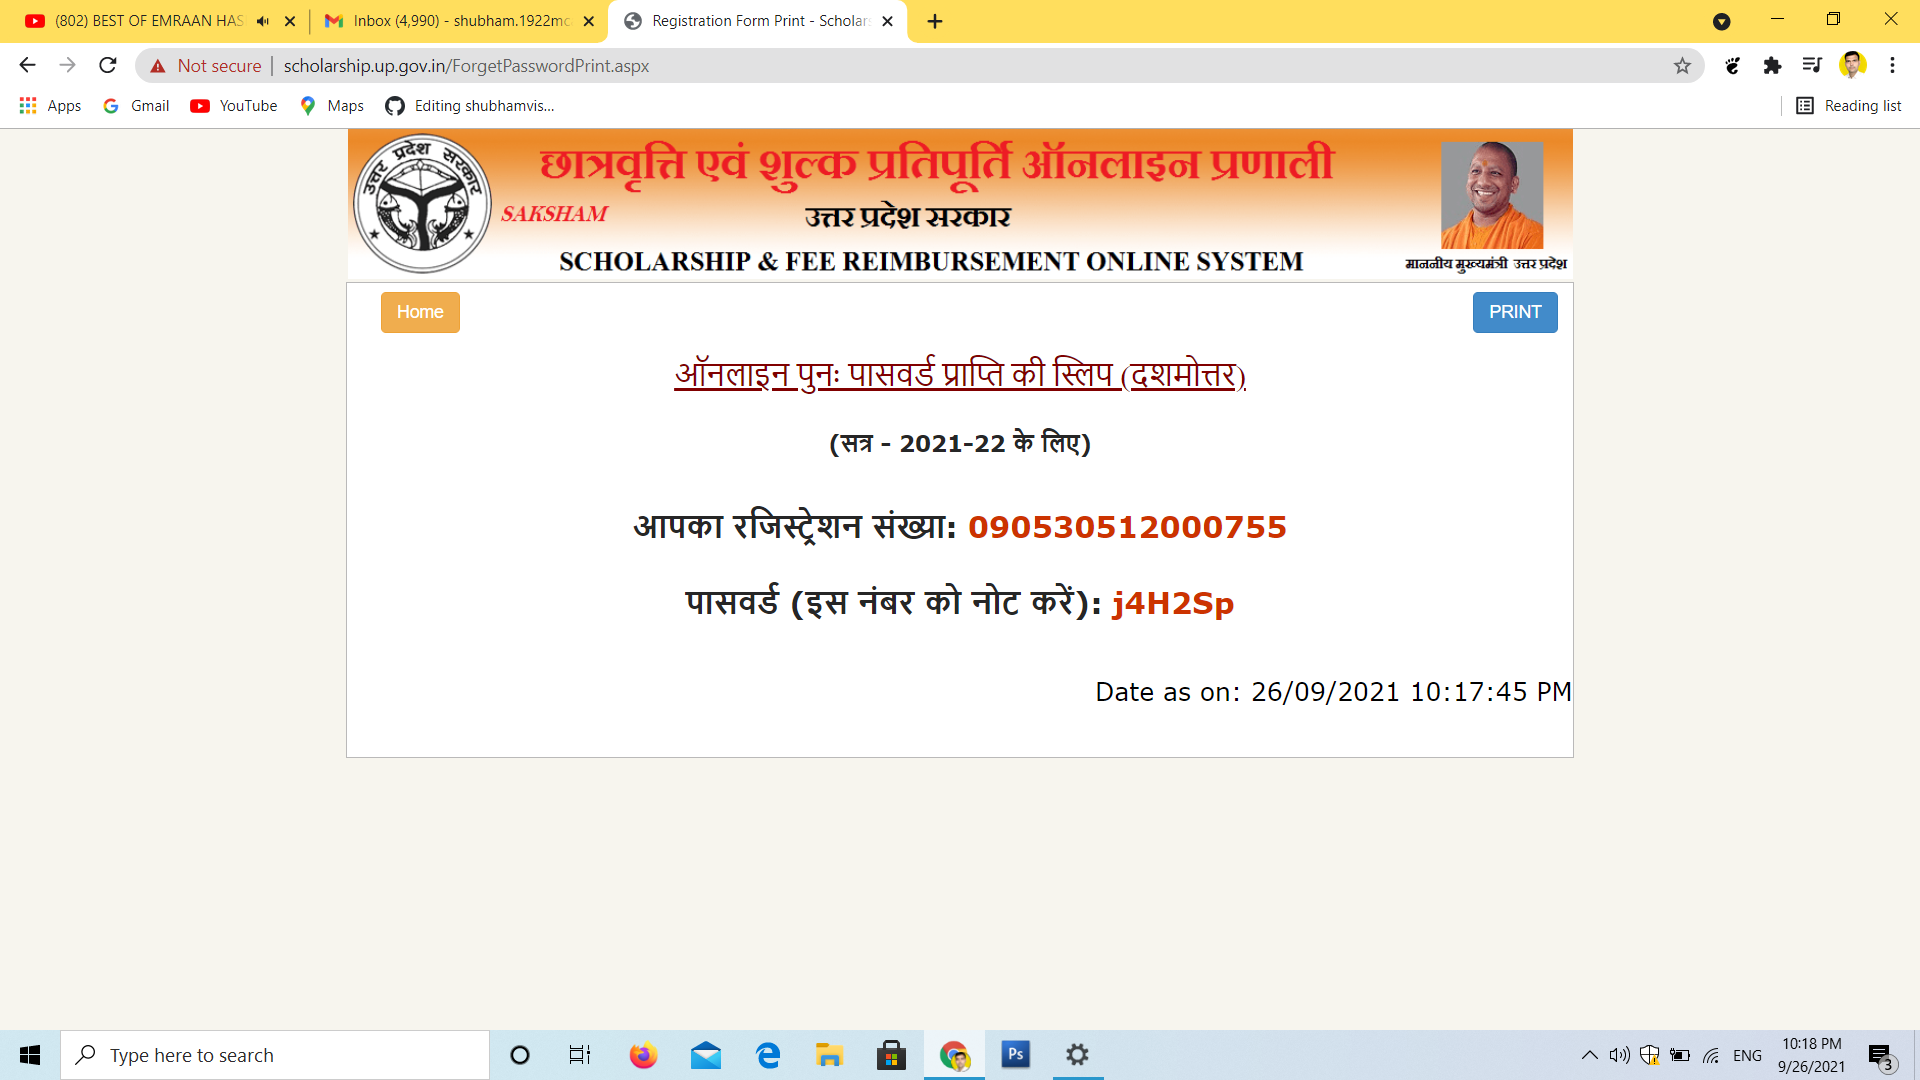 (802) BEST OF EMRAAN HAS
Inbox (4,990) - shubham.1922mc
Registration Form Print - Scholar
Not secure
scholarship.up.gov.in/ForgetPasswordPrint.aspx
Apps
Gmail
YouTube
Maps
Editing shubhamvis...
Reading list
उत्तर प्रदेश सरकार
SAKSHAM
छात्रवृत्ति एवं शुल्क प्रतिपूर्ति ऑनलाइन प्रणाली
उत्तर प्रदेश सरकार
SCHOLARSHIP & FEE REIMBURSEMENT ONLINE SYSTEM
माननीय मुख्यमंत्री उत्तर प्रदेश
Home
PRINT
ऑनलाइन पुनः पासवर्ड प्राप्ति की स्लिप (दशमोत्तर)
(सत्र - 2021-22 के लिए)
आपका रजिस्ट्रेशन संख्या: 090530512000755
पासवर्ड (इस नंबर को नोट करें): j4H2Sp
Date as on: 26/09/2021 10:17:45 PM
Type here to search
Ps
ENG
10:18 PM
9/26/2021
3